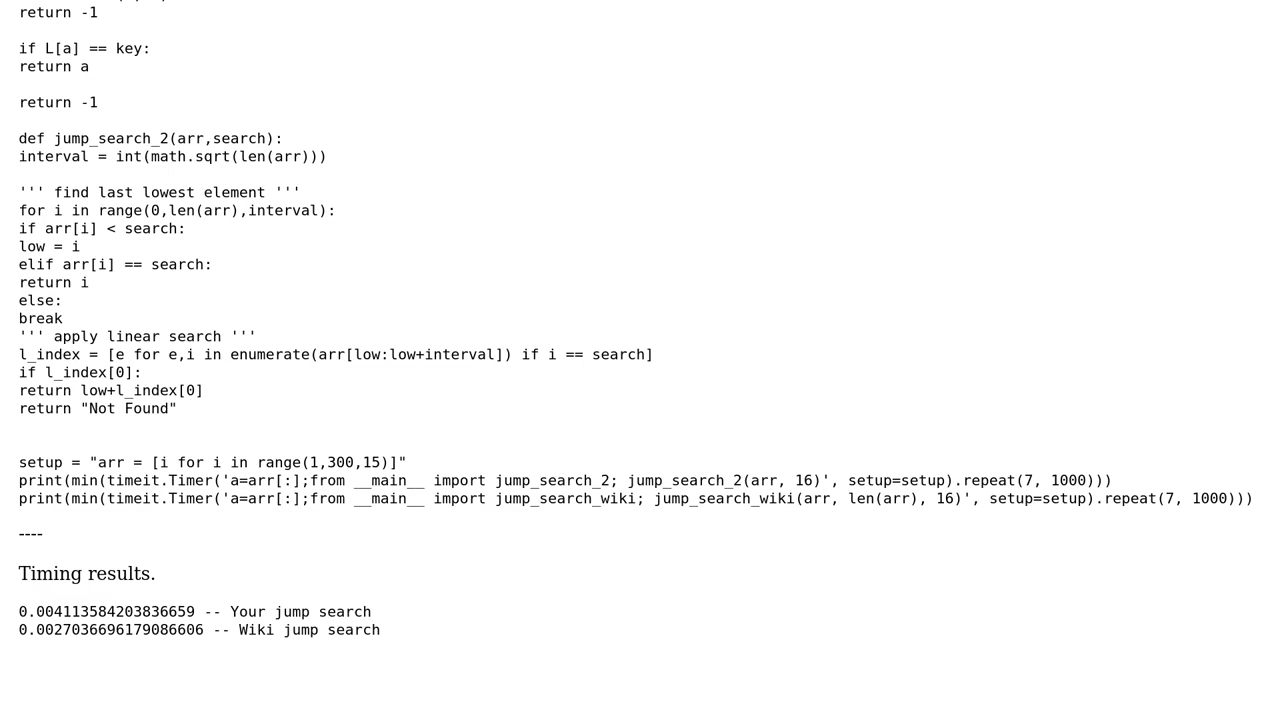 return -1
if L[a] == key:
return a
return -1
def jump_search_2(arr,search):
interval = int(math.sqrt(len(arr)))
''' find last lowest element '''
for i in range(0,len(arr),interval):
if arr[i] < search:
low = i
elif arr[i] == search:
return i
else:
break
''' apply linear search '''
l_index = [e for e,i in enumerate(arr[low:low+interval]) if i == search]
if l_index[0]:
return low+l_index[0]
return "Not Found"
setup = "arr = [i for i in range(1,300,15)]"
print(min(timeit.Timer('a=arr[:];from __main__ import jump_search_2; jump_search_2(arr, 16)', setup=setup).repeat(7, 1000)))
print(min(timeit.Timer('a=arr[:];from __main__ import jump_search_wiki; jump_search_wiki(arr, len(arr), 16)', setup=setup).repeat(7, 1000)))
----
Timing results.
0.004113584203836659 -- Your jump search
0.0027036696179086606 -- Wiki jump search